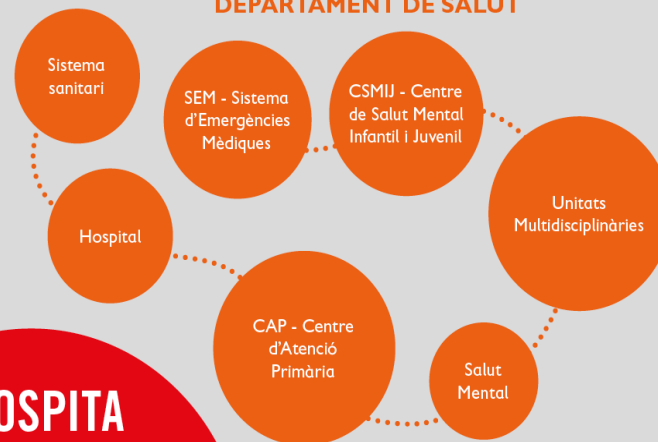 DEPARTAMENT DE SALUT
Sistema
sanitari
SEM - Sistema
d'Emergències
Mèdiques
CSMIJ - Centre
de Salut Mental
Infantil i Juvenil
Unitats
Multidisciplinàries
Hospital
CAP - Centre
d'Atenció
Primària
Salut
Mental
OSPITA